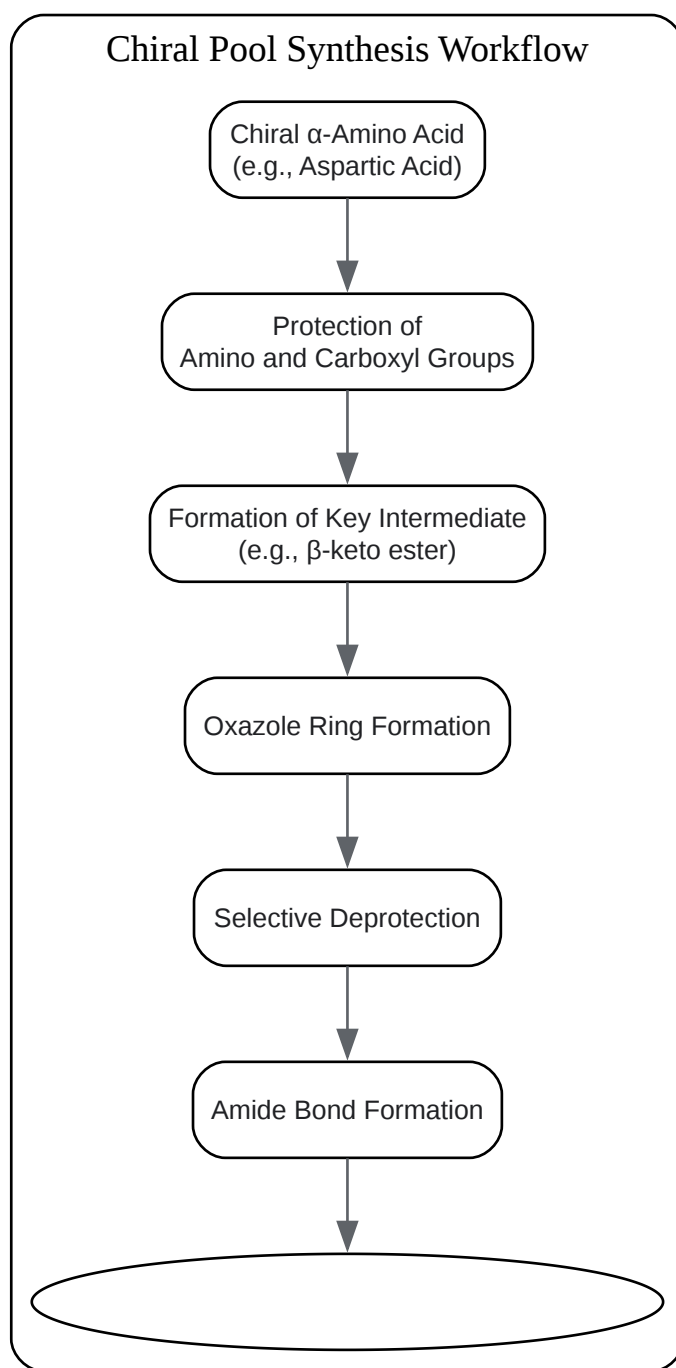 Chiral Pool Synthesis Workflow
Chiral α-Amino Acid
(e.g., Aspartic Acid)
Protection of
Amino and Carboxyl Groups
Formation of Key Intermediate
(e.g., β-keto ester)
Oxazole Ring Formation
Selective Deprotection
Amide Bond Formation